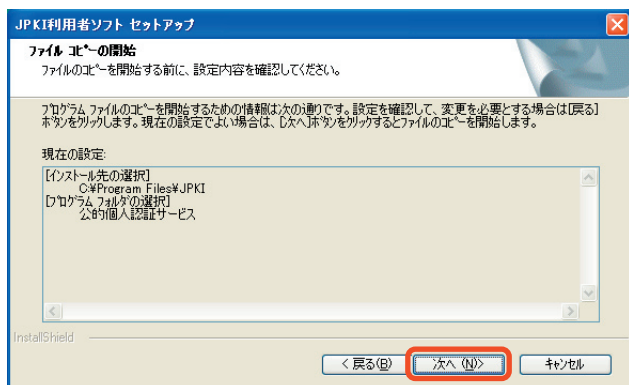 JPKI利用者ソフト セットアップ
ファイル コピーの開始
ファイルのコピーを開始する前に、設定内容を確認してください。
プログラム ファイルのコピーを開始するための情報は次の通りです。設定を確認して、変更を必要とする場合は[戻る]
ボタンをクリックします。現在の設定でよい場合は、[次へ]ボタンをクリックするとファイルのコピーを開始します。
現在の設定:
[インストール先の選択]
C:¥Program Files¥JPKI
[プログラム フォルダの選択]
公的個人認証サービス
InstallShield
< 戻る(B)
次へ (N)>
キャンセル